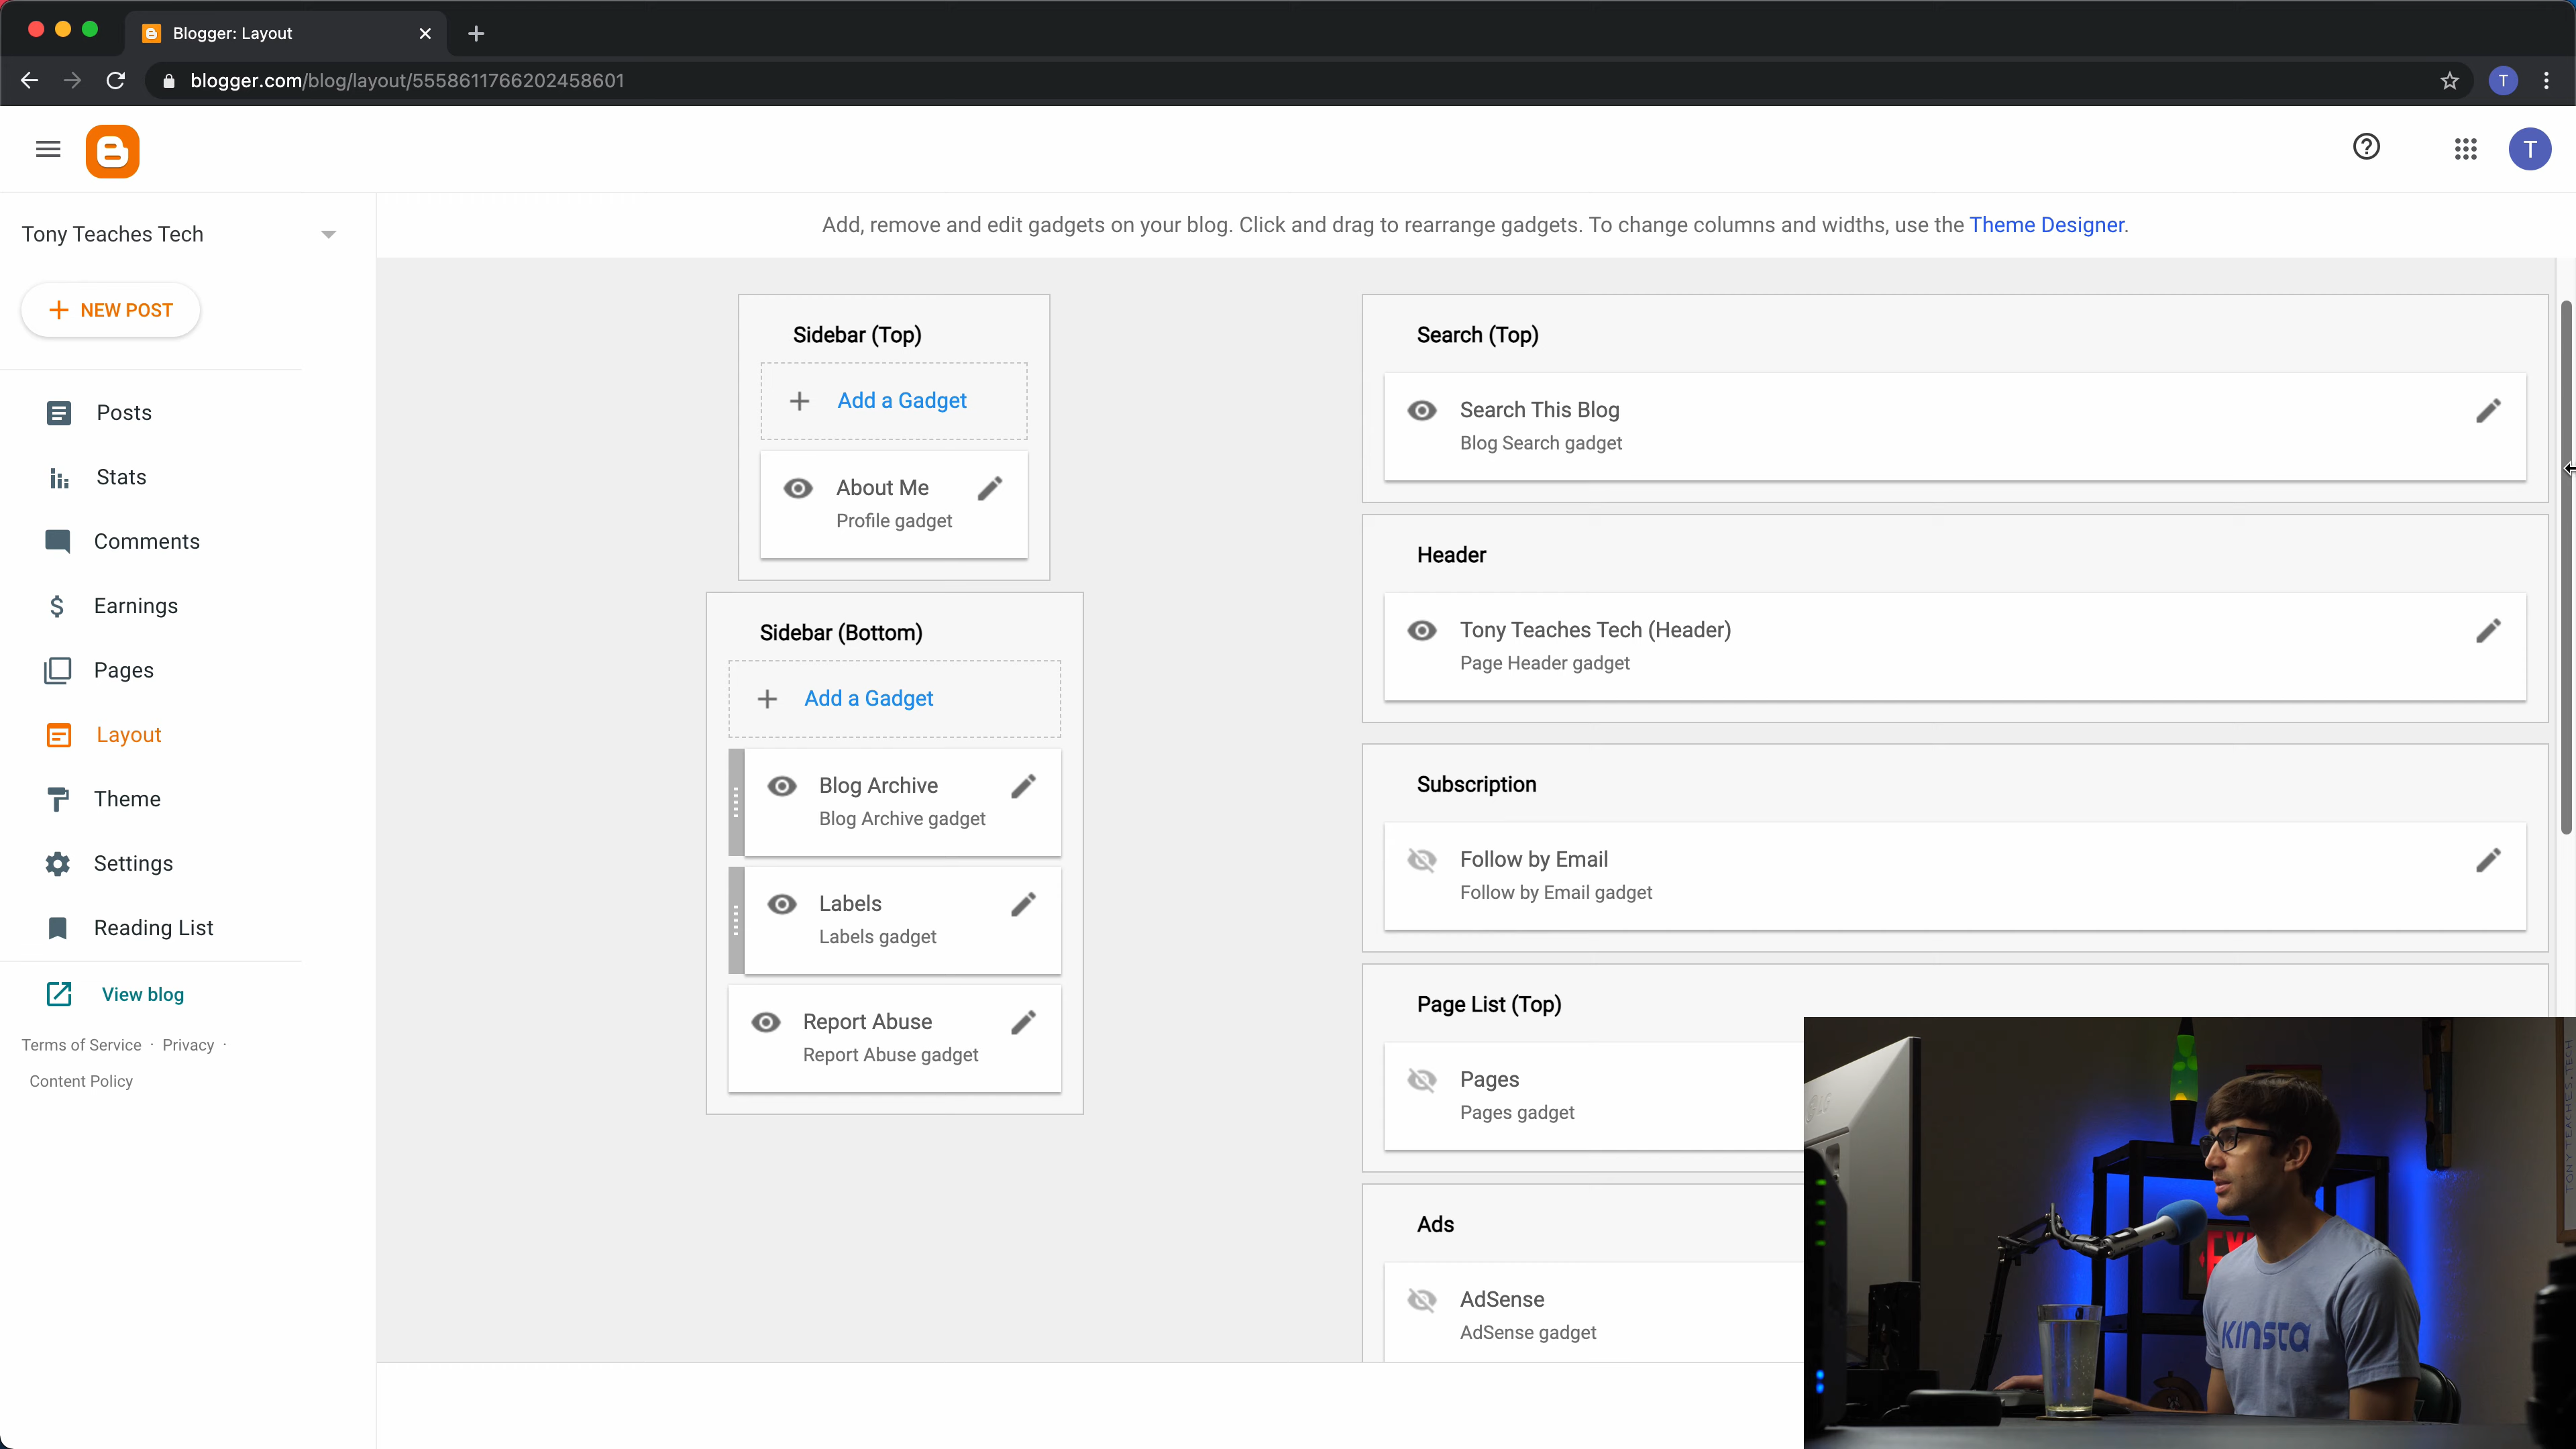 Blogger: Layout
blogger.com/blog/layout/5558611766202458601
T
T
Tony Teaches Tech
NEW POST
Posts
Stats
Comments
Earnings
Pages
Layout
Theme
Settings
Reading List
View blog
Terms of Service · Privacy ·
Content Policy
Add, remove and edit gadgets on your blog. Click and drag to rearrange gadgets. To change columns and widths, use the Theme Designer.
Sidebar (Top)
Add a Gadget
About Me
Profile gadget
Sidebar (Bottom)
Add a Gadget
Blog Archive
Blog Archive gadget
Labels
Labels gadget
Report Abuse
Report Abuse gadget
Search (Top)
Search This Blog
Blog Search gadget
Header
Tony Teaches Tech (Header)
Page Header gadget
Subscription
Follow by Email
Follow by Email gadget
Page List (Top)
Pages
Pages gadget
Ads
AdSense
AdSense gadget
LG
TONY TEACHES.TECH
KINSTA